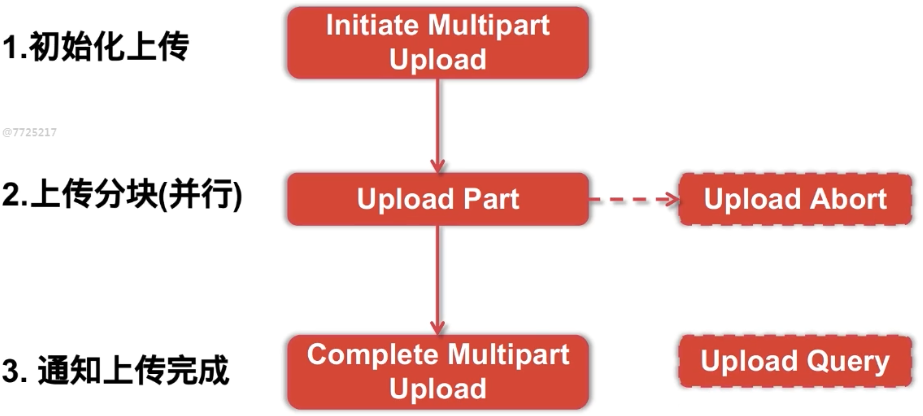 1.初始化上传
Initiate Multipart
Upload
@7725217
2.上传分块(并行)
Upload Part
Upload Abort
3. 通知上传完成
Complete Multipart
Upload
Upload Query